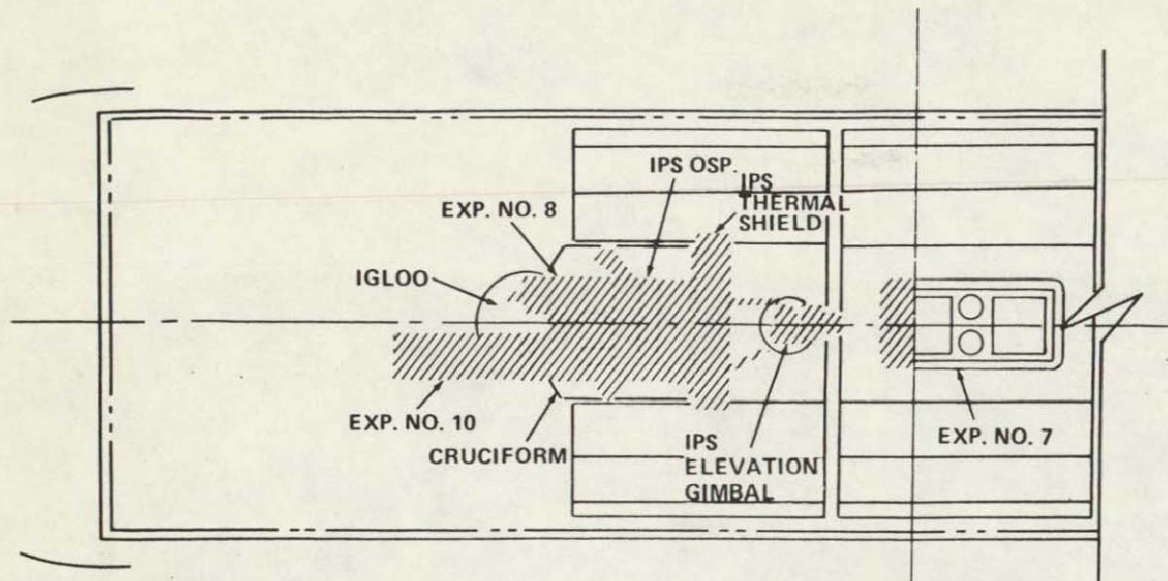 IPS OSP.
IPS
THERMAL
SHIELD
EXP. NO. 8
IGLOO
EXP. NO. 10
CRUCIFORM
IPS
ELEVATION
GIMBAL
EXP. NO. 7